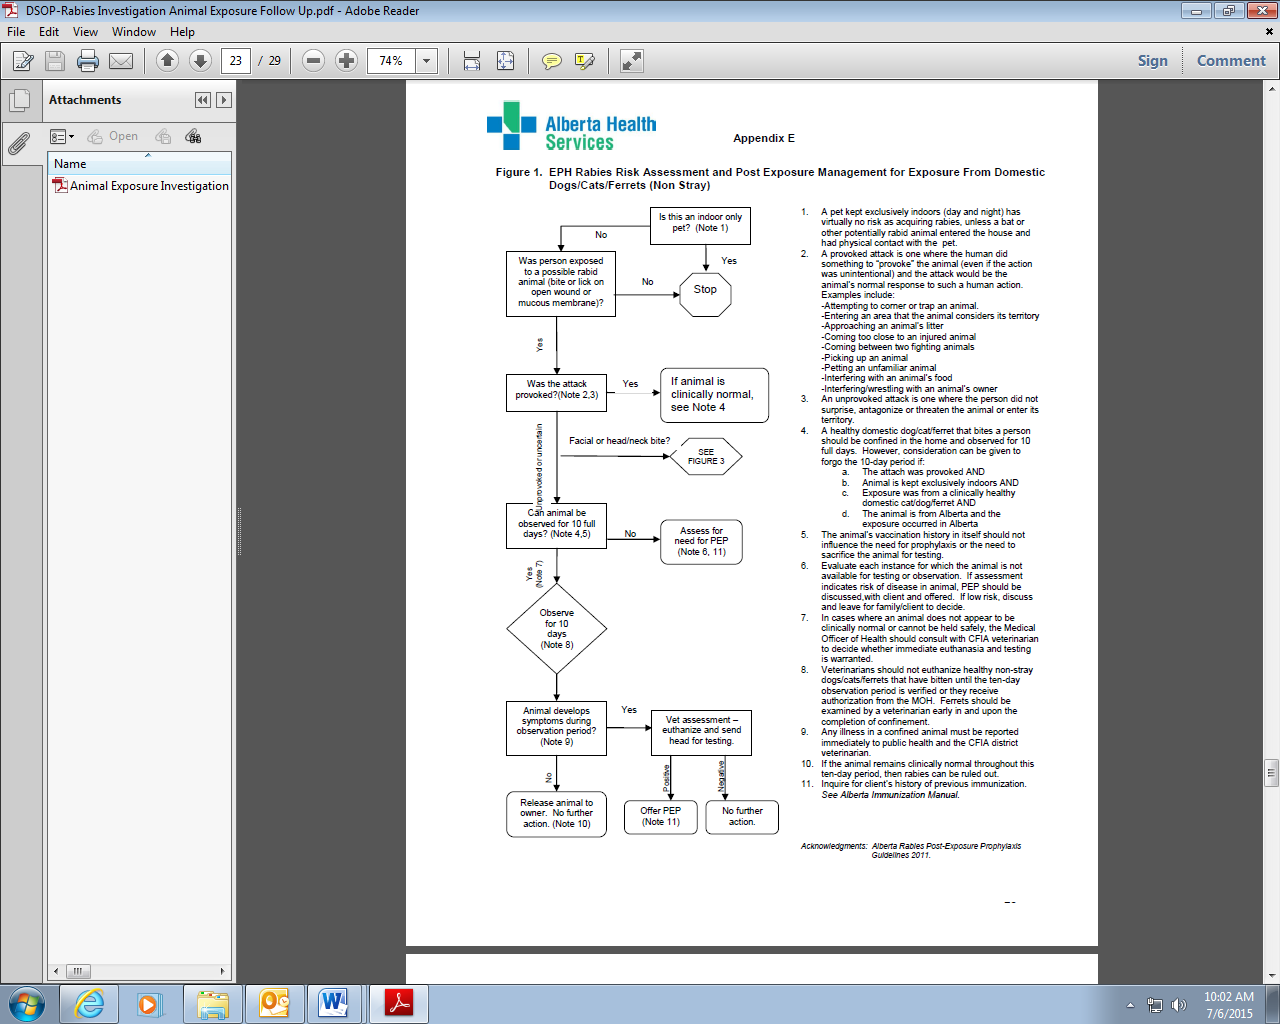 DSOP-Rabies Investigation Animal Exposure Follow Up.pdf - Adobe Reader
File Edit View Window Help
23 / 29
74%
Sign
Comment
Attachments
Open
Name
Animal Exposure Investigation
Alberta Health
Services
Appendix E
Figure 1. EPH Rabies Risk Assessment and Post Exposure Management for Exposure From Domestic
Dogs/Cats/Ferrets (Non Stray)
Is this an indoor only
pet? (Note 1)
No
Yes
Was person exposed
to a possible rabid
animal (bite or lick on
open wound or
mucous membrane)?
No
Stop
Yes
Was the attack
provoked?(Note 2,3)
Yes
If animal is
clinically normal,
see Note 4
Unprovoked or uncertain
Facial or head/neck bite?
SEE
FIGURE 3
Can animal be
observed for 10 full
days? (Note 4,5)
No
Assess for
need for PEP
(Note 6, 11)
Yes
(Note 7)
Observe
for 10
days
(Note 8)
Animal develops
symptoms during
observation period?
(Note 9)
Yes
Vet assessment –
euthanize and send
head for testing.
No
Positive
Negative
Release animal to
owner. No further
action. (Note 10)
Offer PEP
(Note 11)
No further
action.
1. A pet kept exclusively indoors (day and night) has
virtually no risk as acquiring rabies, unless a bat or
other potentially rabid animal entered the house and
had physical contact with the pet.
2. A provoked attack is one where the human did
something to "provoke" the animal (even if the action
was unintentional) and the attack would be the
animal's normal response to such a human action.
Examples include:
-Attempting to corner or trap an animal.
-Entering an area that the animal considers its territory
-Approaching an animal's litter
-Coming too close to an injured animal
-Coming between two fighting animals
-Picking up an animal
-Petting an unfamiliar animal
-Interfering with an animal's food
-Interfering/wrestling with an animal's owner
3. An unprovoked attack is one where the person did not
surprise, antagonize or threaten the animal or enter its
territory.
4. A healthy domestic dog/cat/ferret that bites a person
should be confined in the home and observed for 10
full days. However, consideration can be given to
forgo the 10-day period if:
a. The attach was provoked AND
b. Animal is kept exclusively indoors AND
c. Exposure was from a clinically healthy
domestic cat/dog/ferret AND
d. The animal is from Alberta and the
exposure occurred in Alberta
5. The animal's vaccination history in itself should not
influence the need for prophylaxis or the need to
sacrifice the animal for testing.
6. Evaluate each instance for which the animal is not
available for testing or observation. If assessment
indicates risk of disease in animal, PEP should be
discussed,with client and offered. If low risk, discuss
and leave for family/client to decide.
7. In cases where an animal does not appear to be
clinically normal or cannot be held safely, the Medical
Officer of Health should consult with CFIA veterinarian
to decide whether immediate euthanasia and testing
is warranted.
8. Veterinarians should not euthanize healthy non-stray
dogs/cats/ferrets that have bitten until the ten-day
observation period is verified or they receive
authorization from the MOH. Ferrets should be
examined by a veterinarian early in and upon the
completion of confinement.
9. Any illness in a confined animal must be reported
immediately to public health and the CFIA district
veterinarian.
10. If the animal remains clinically normal throughout this
ten-day period, then rabies can be ruled out.
11. Inquire for client's history of previous immunization.
See Alberta Immunization Manual.
Acknowledgments: Alberta Rabies Post-Exposure Prophylaxis
Guidelines 2011.
10:02 AM
7/6/2015